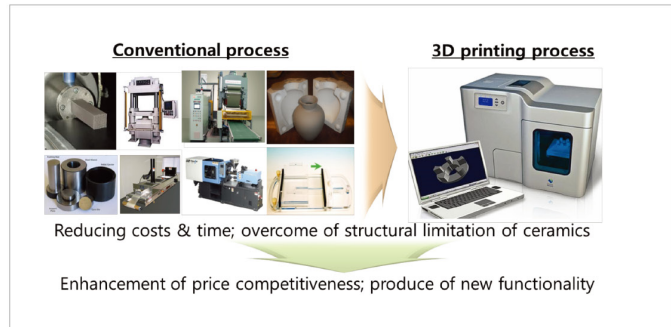 Conventional process
3D printing process
Reducing costs & time; overcome of structural limitation of ceramics
Enhancement of price competitiveness; produce of new functionality